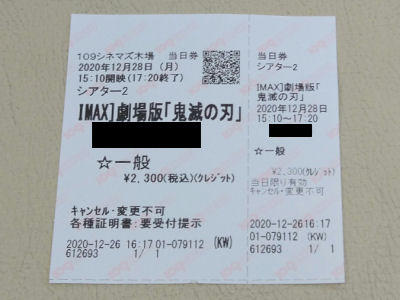 109シネマズ木場 当日券
2020年12月28日（月）
15:10開映(17:20終了)
シアター2
IMAX]劇場版「鬼滅の刃」
☆一般
¥2,300(税込)(クレジット)
キャンセル・変更不可
各種証明書:要受付提示
2020-12-26 16:17 01-079112 (KW)
612693 1/ 1
当日券
シアター2
IMAX]劇場版「
鬼滅の刃」
2020年12月28日
15:10～17:20
☆一般
¥2,300(クレジット)
当日限り有効
キャンセル・変更不可
2020-12-26 16:17
01-079112 (KW)
612693 1/ 1